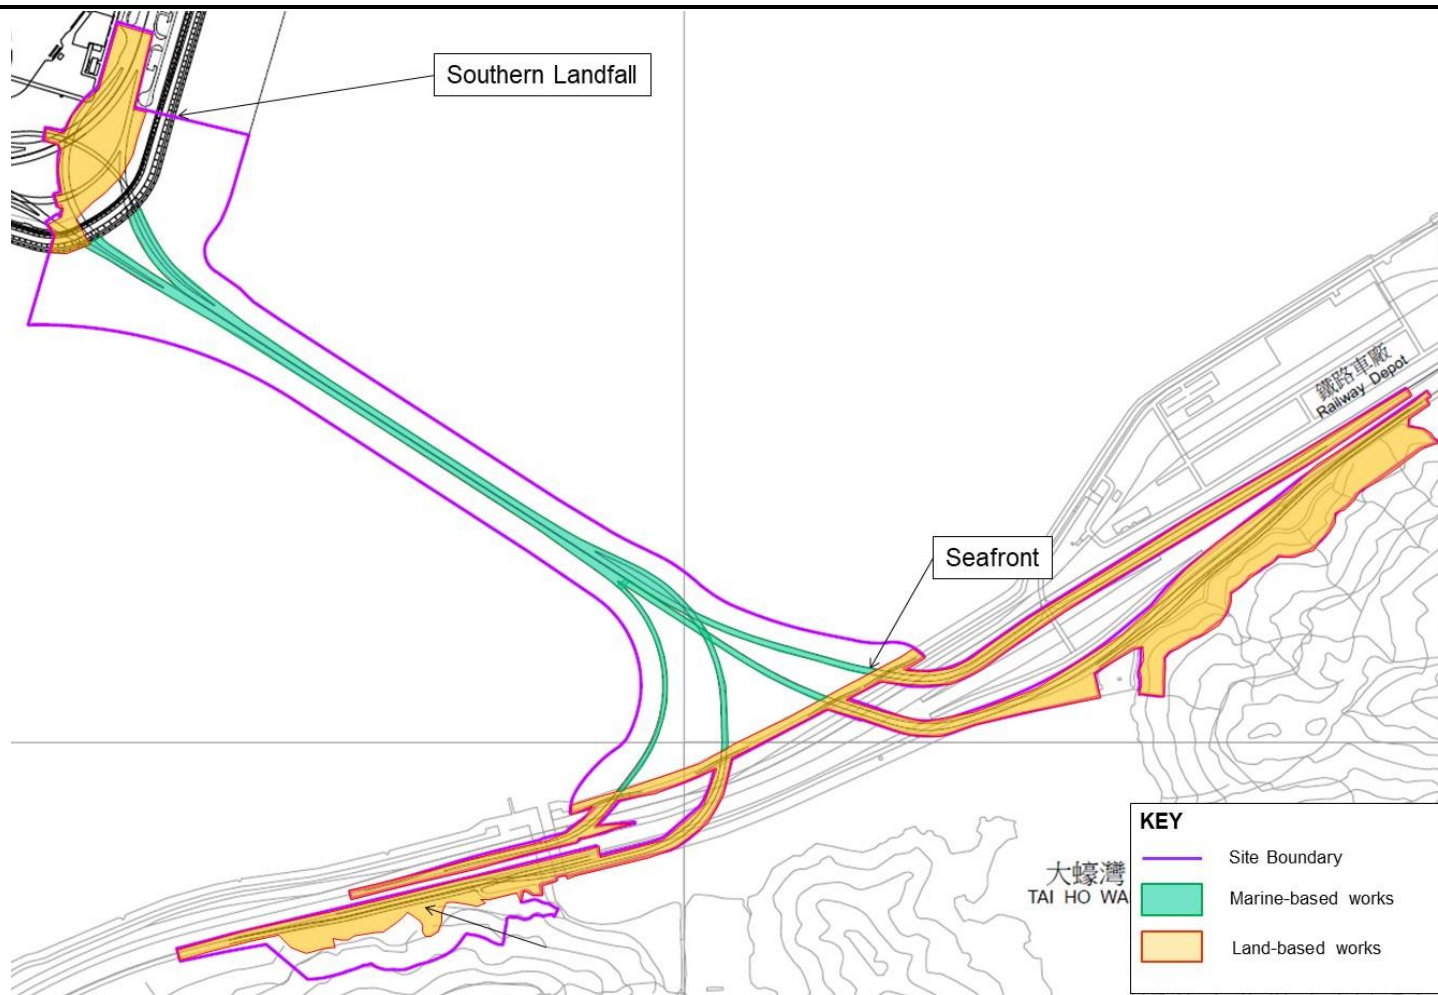 Southern Landfall
鐵路車廠
Railway Depot
Seafront
大蠔灣
TAI HO WA
KEY
Site Boundary
Marine-based works
Land-based works